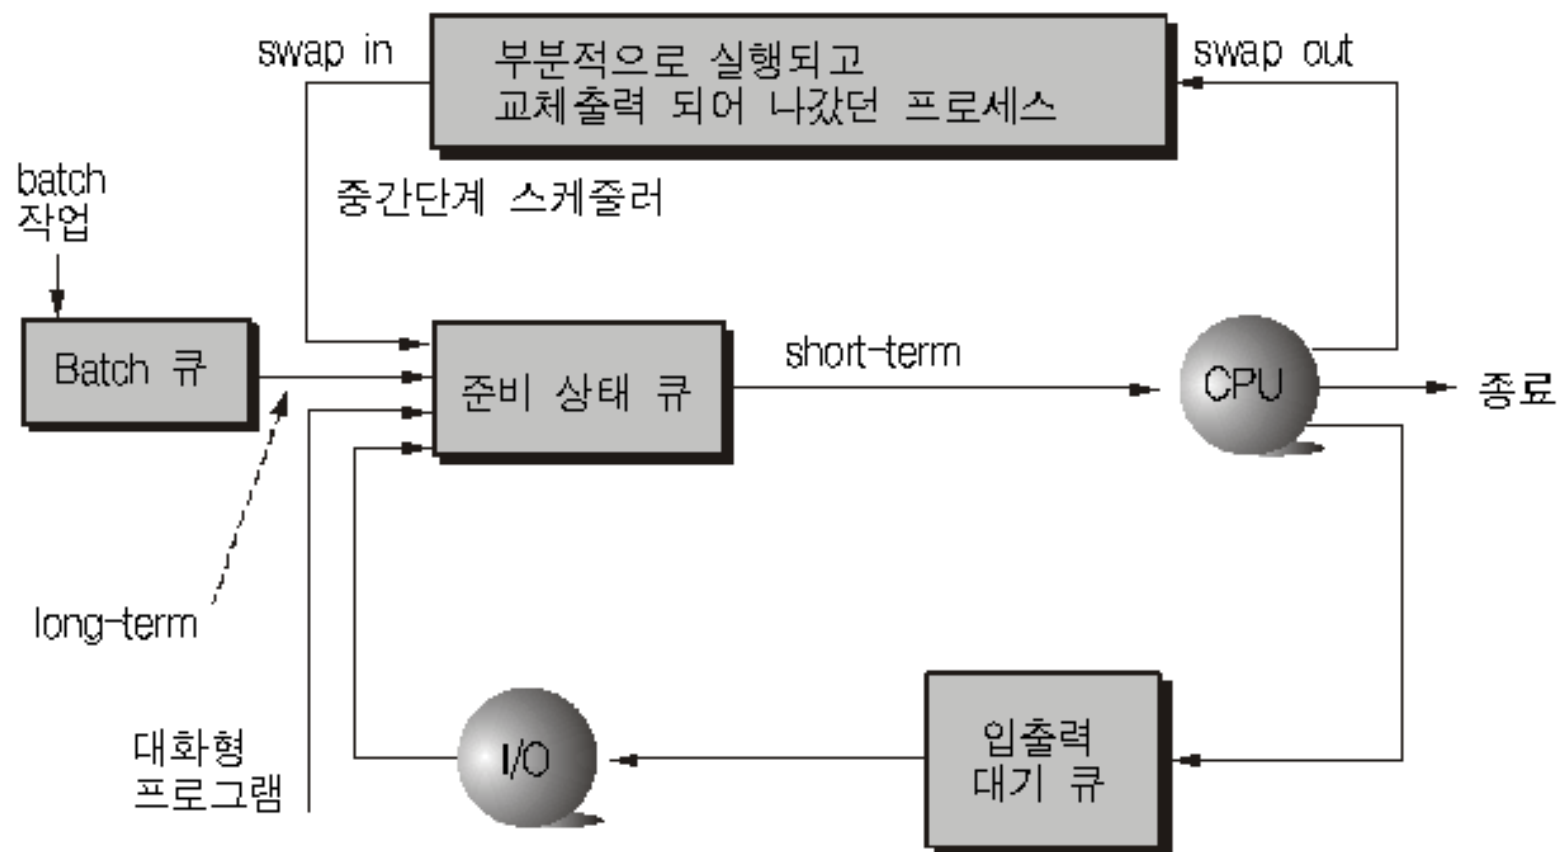 swap in
부분적으로 실행되고
교체출력 되어 나갔던 프로세스
swap out
batch
작업
중간단계 스케줄러
Batch 큐
준비 상태 큐
short-term
CPU
종료
long-term
대화형
프로그램
I/O
입출력
대기 큐